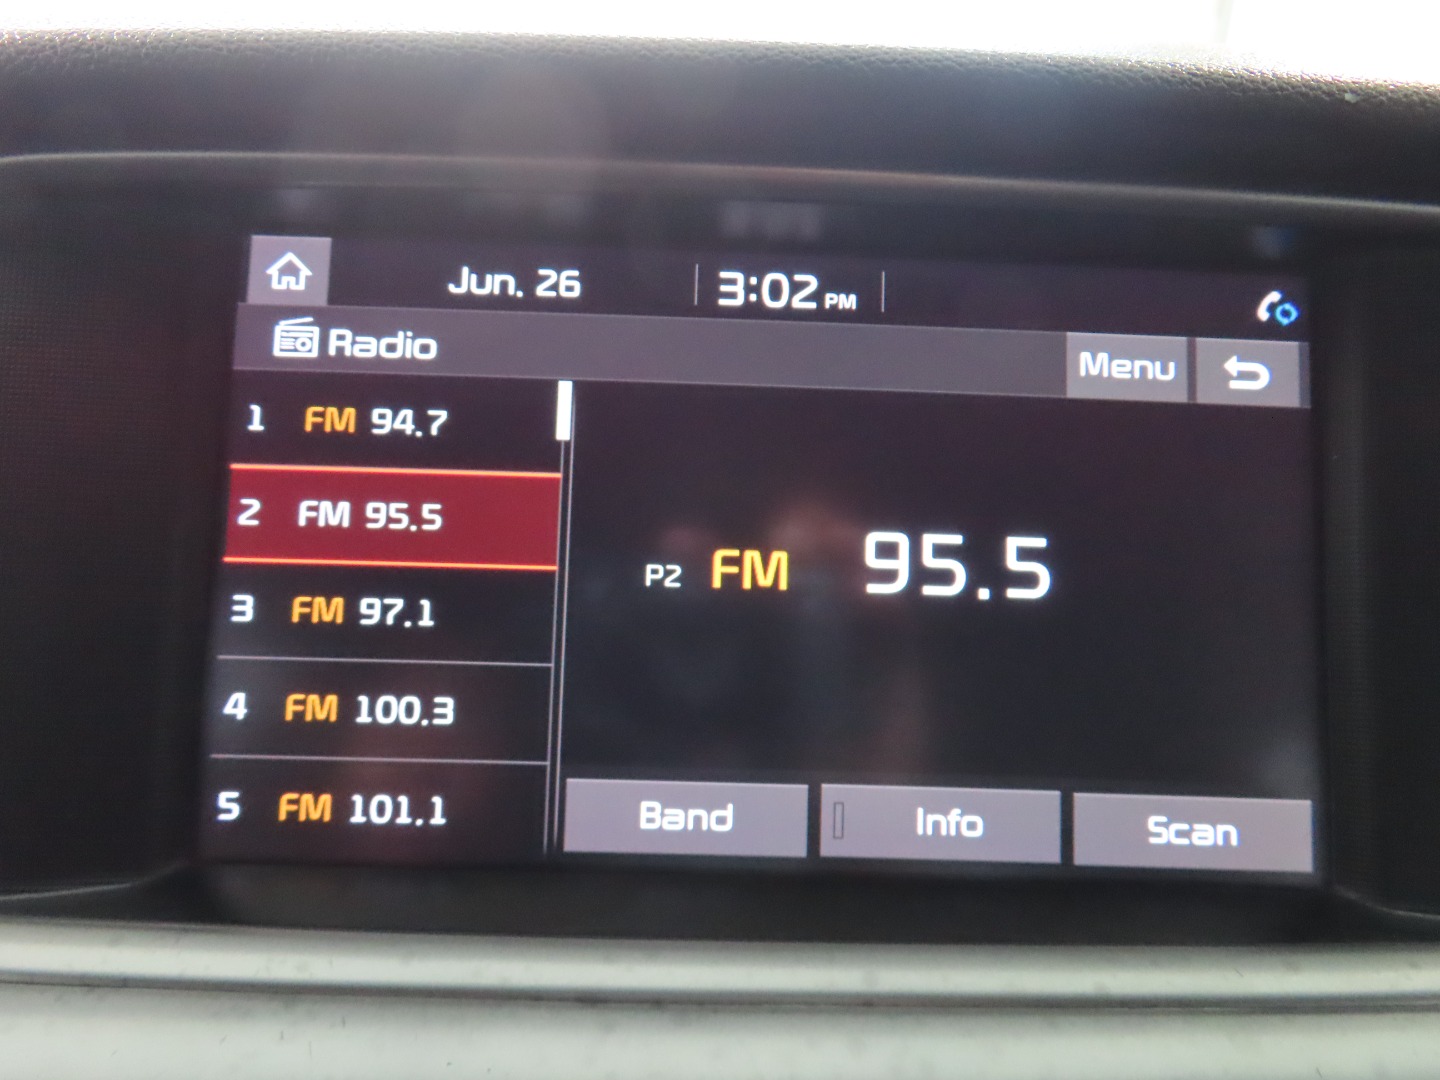 Jun. 26 3:02 PM
Radio Menu
1 FM 94.7
2 FM 95.5
3 FM 97.1
4 FM 100.3
5 FM 101.1
P2 FM 95.5
Band Info Scan